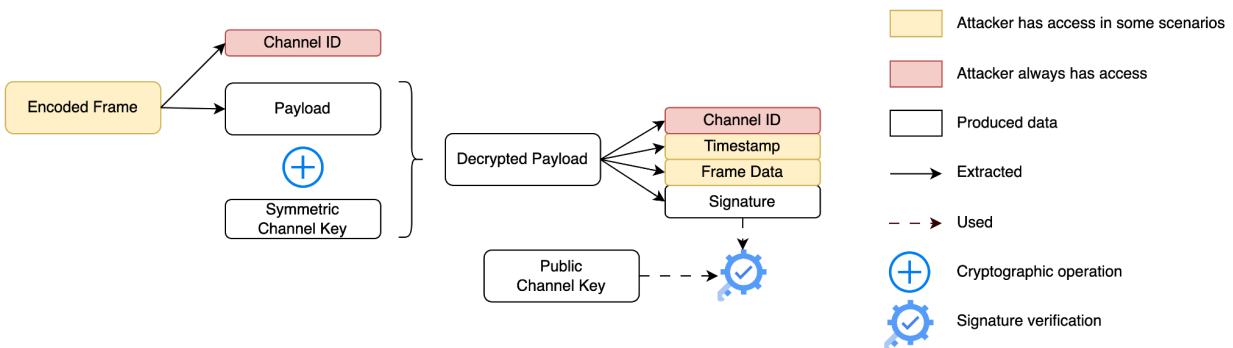 Channel ID
Encoded Frame
Payload
Symmetric
Channel Key
Decrypted Payload
Channel ID
Timestamp
Frame Data
Signature
Public
Channel Key
Attacker has access in some scenarios
Attacker always has access
Produced data
Extracted
Used
Cryptographic operation
Signature verification